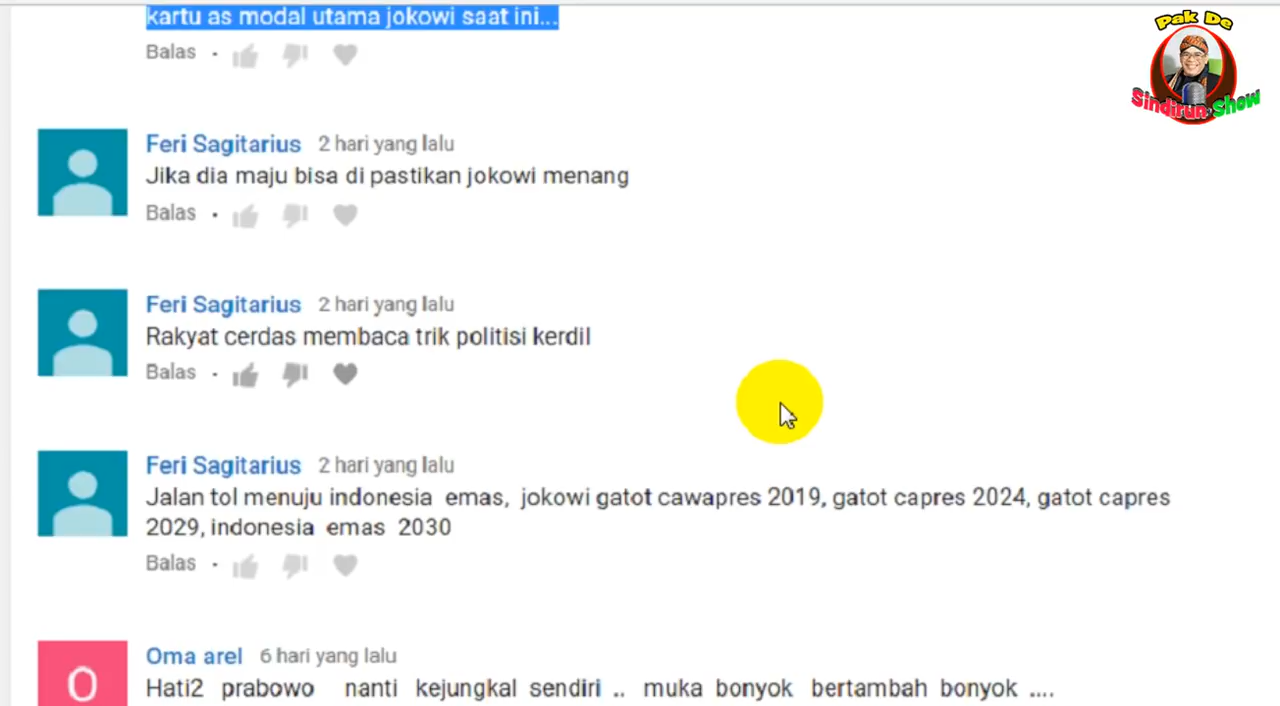 kartu as modal utama jokowi saat ini...
Balas
Pak De
Sindirun Show
Feri Sagitarius 2 hari yang lalu
Jika dia maju bisa di pastikan jokowi menang
Balas
Feri Sagitarius 2 hari yang lalu
Rakyat cerdas membaca trik politisi kerdil
Balas
Feri Sagitarius 2 hari yang lalu
Jalan tol menuju indonesia emas, jokowi gatot cawapres 2019, gatot capres 2024, gatot capres
2029, indonesia emas 2030
Balas
O
Oma arel 6 hari yang lalu
Hati2 prabowo nanti kejungkal sendiri .. muka bonyok bertambah bonyok ....